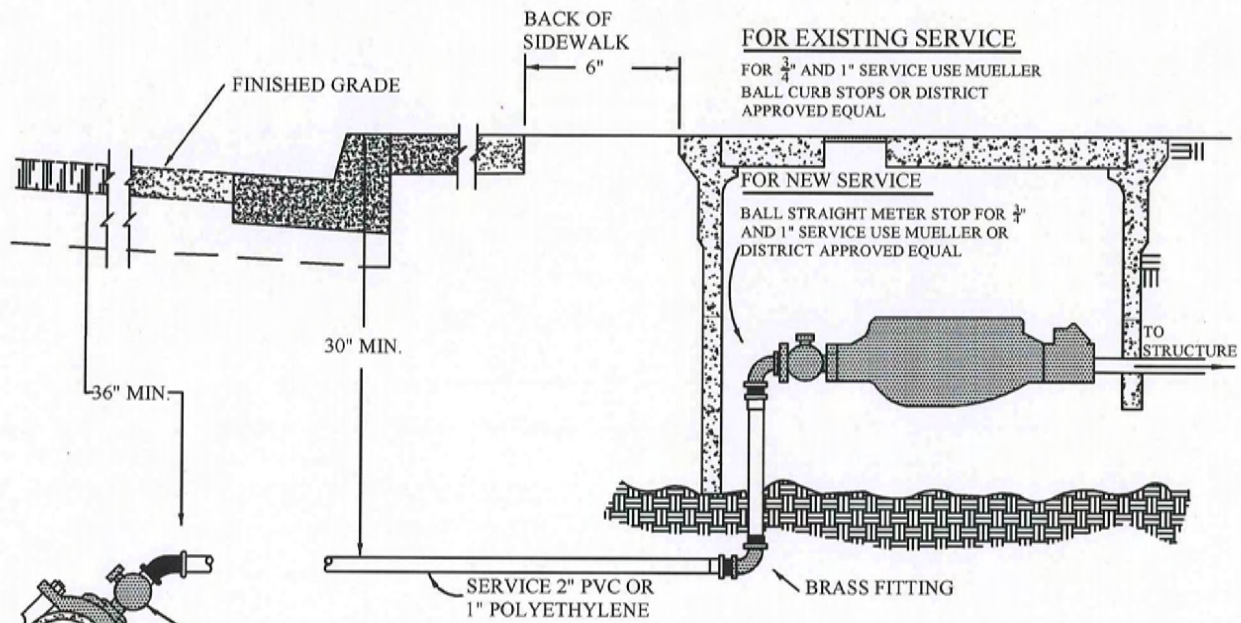 BACK OF
SIDEWALK
6"
FOR EXISTING SERVICE
FOR 3/4" AND 1" SERVICE USE MUELLER
BALL CURB STOPS OR DISTRICT
APPROVED EQUAL
FINISHED GRADE
FOR NEW SERVICE
BALL STRAIGHT METER STOP FOR 3/4"
AND 1" SERVICE USE MUELLER OR
DISTRICT APPROVED EQUAL
30" MIN.
TO
STRUCTURE
36" MIN.
SERVICE 2" PVC OR
1" POLYETHYLENE
BRASS FITTING